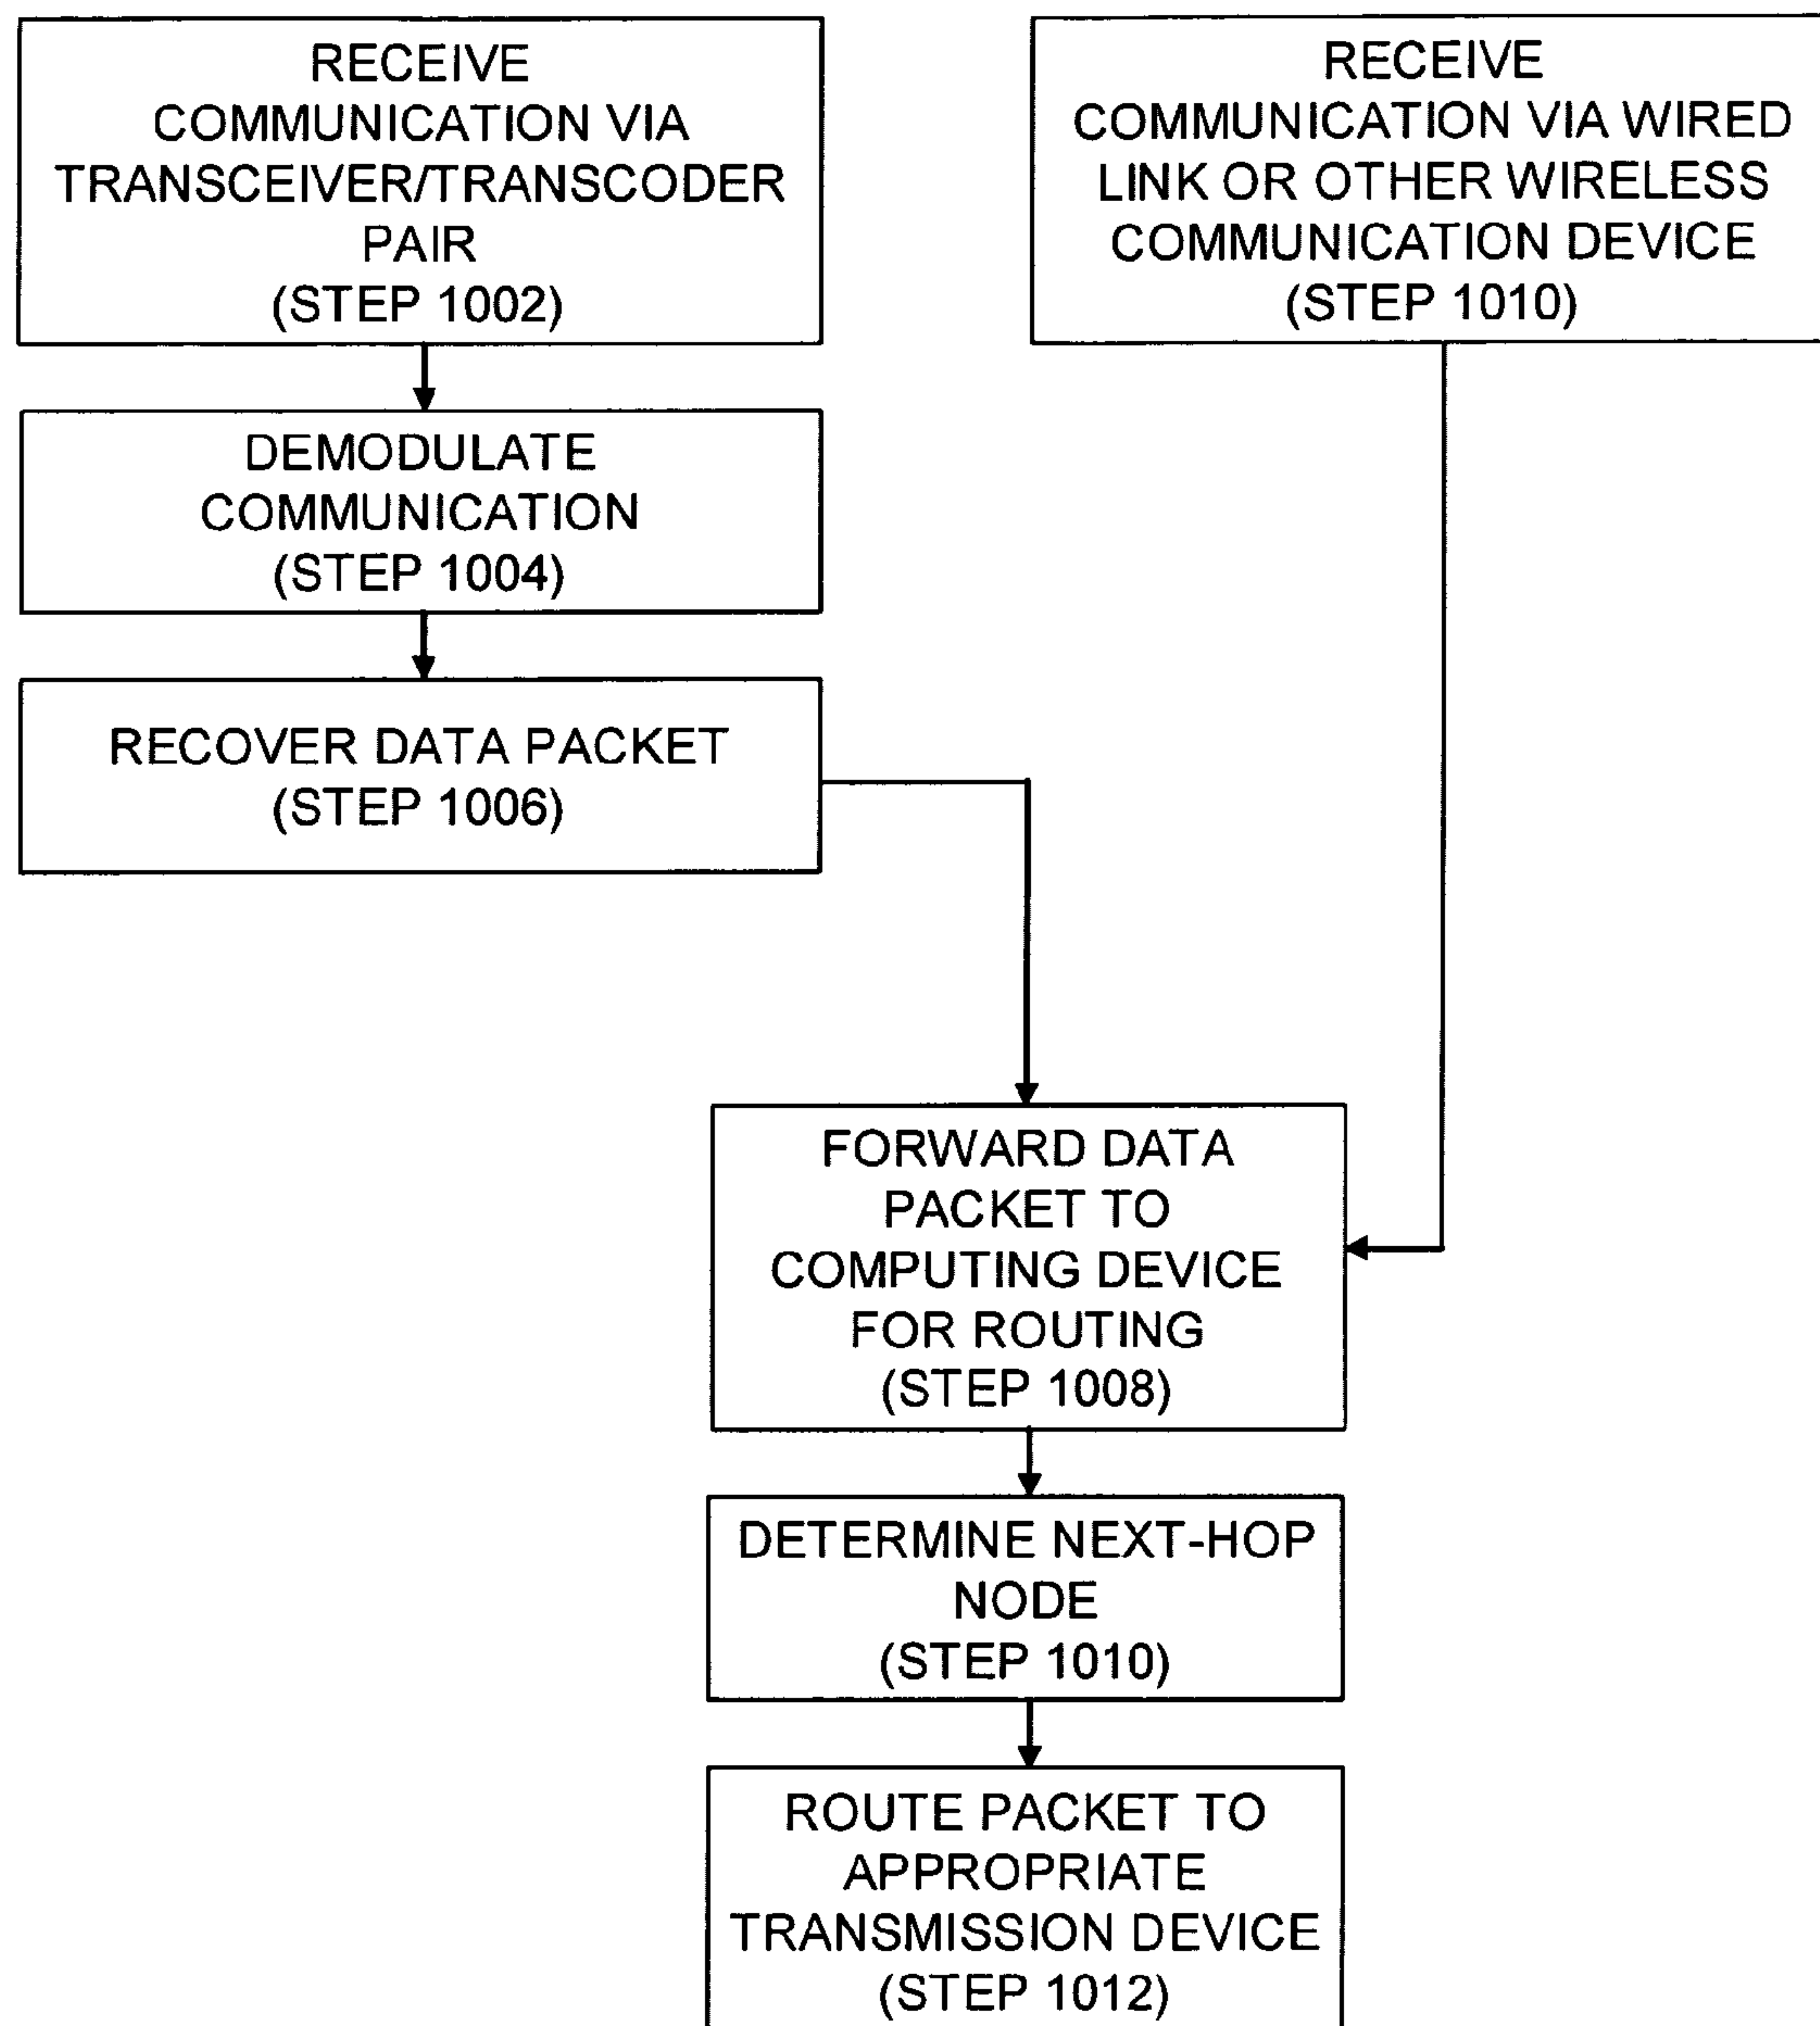 RECEIVE
COMMUNICATION VIA
TRANSCEIVER/TRANSCODER
PAIR
(STEP 1002)
RECEIVE
COMMUNICATION VIA WIRED
LINK OR OTHER WIRELESS
COMMUNICATION DEVICE
(STEP 1010)
DEMODULATE
COMMUNICATION
(STEP 1004)
RECOVER DATA PACKET
(STEP 1006)
FORWARD DATA
PACKET TO
COMPUTING DEVICE
FOR ROUTING
(STEP 1008)
DETERMINE NEXT-HOP
NODE
(STEP 1010)
ROUTE PACKET TO
APPROPRIATE
TRANSMISSION DEVICE
(STEP 1012)